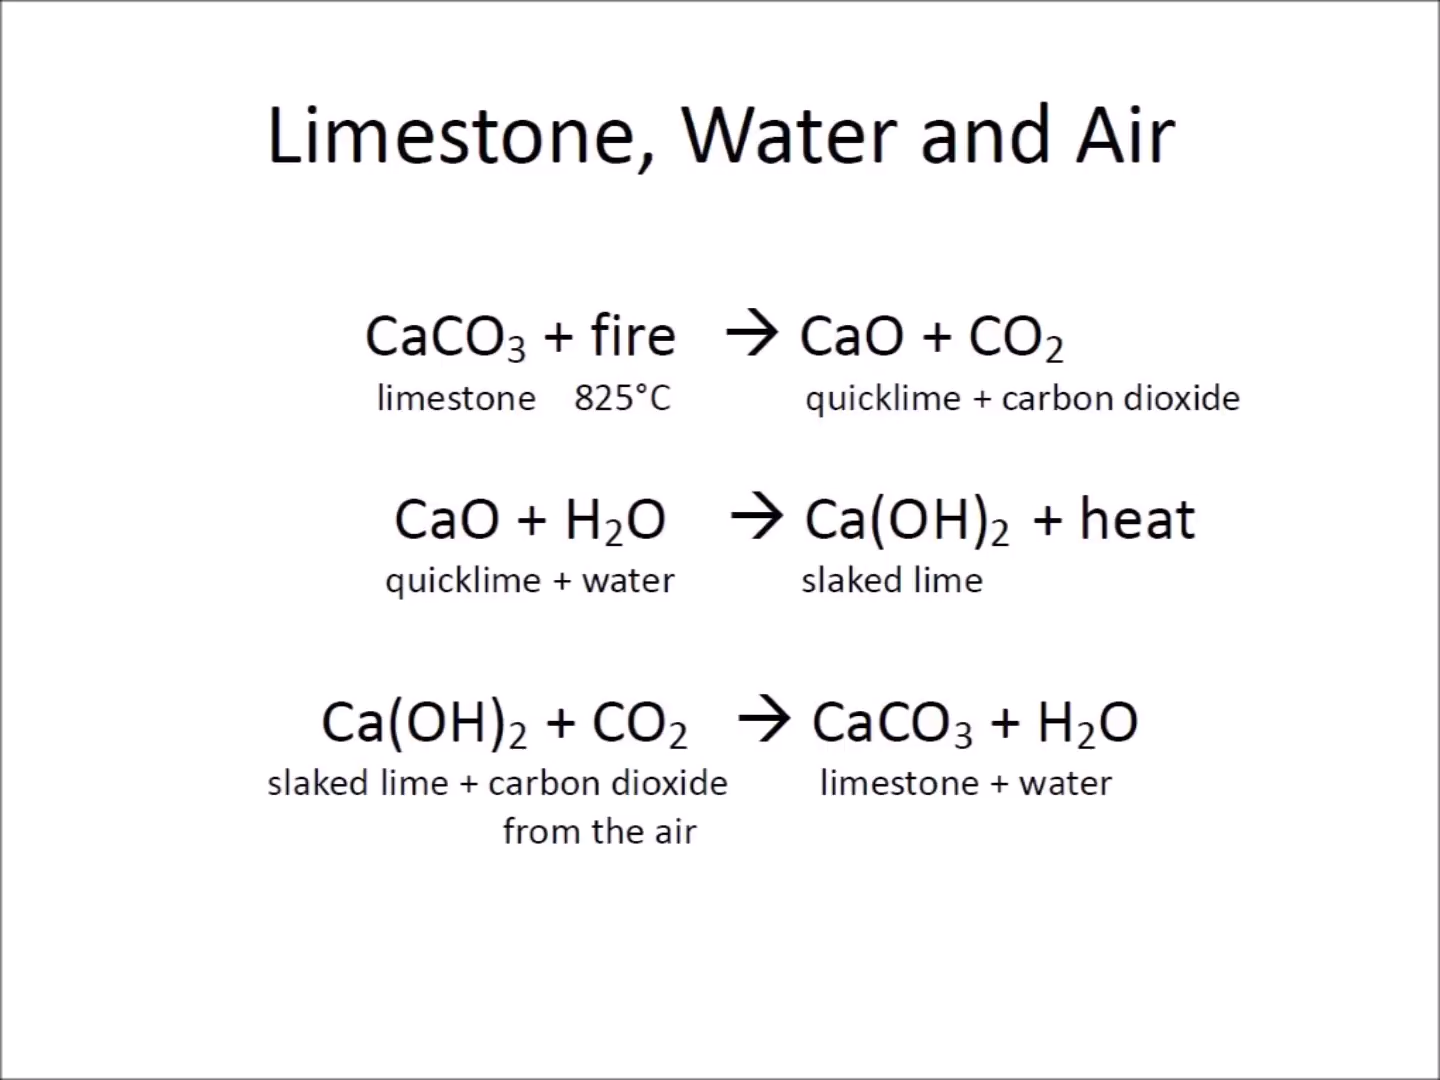 Limestone, Water and Air
CaCO₃ + fire → CaO + CO₂
limestone 825°C quicklime + carbon dioxide
CaO + H₂O → Ca(OH)₂ + heat
quicklime + water slaked lime
Ca(OH)₂ + CO₂ → CaCO₃ + H₂O
slaked lime + carbon dioxide limestone + water
from the air